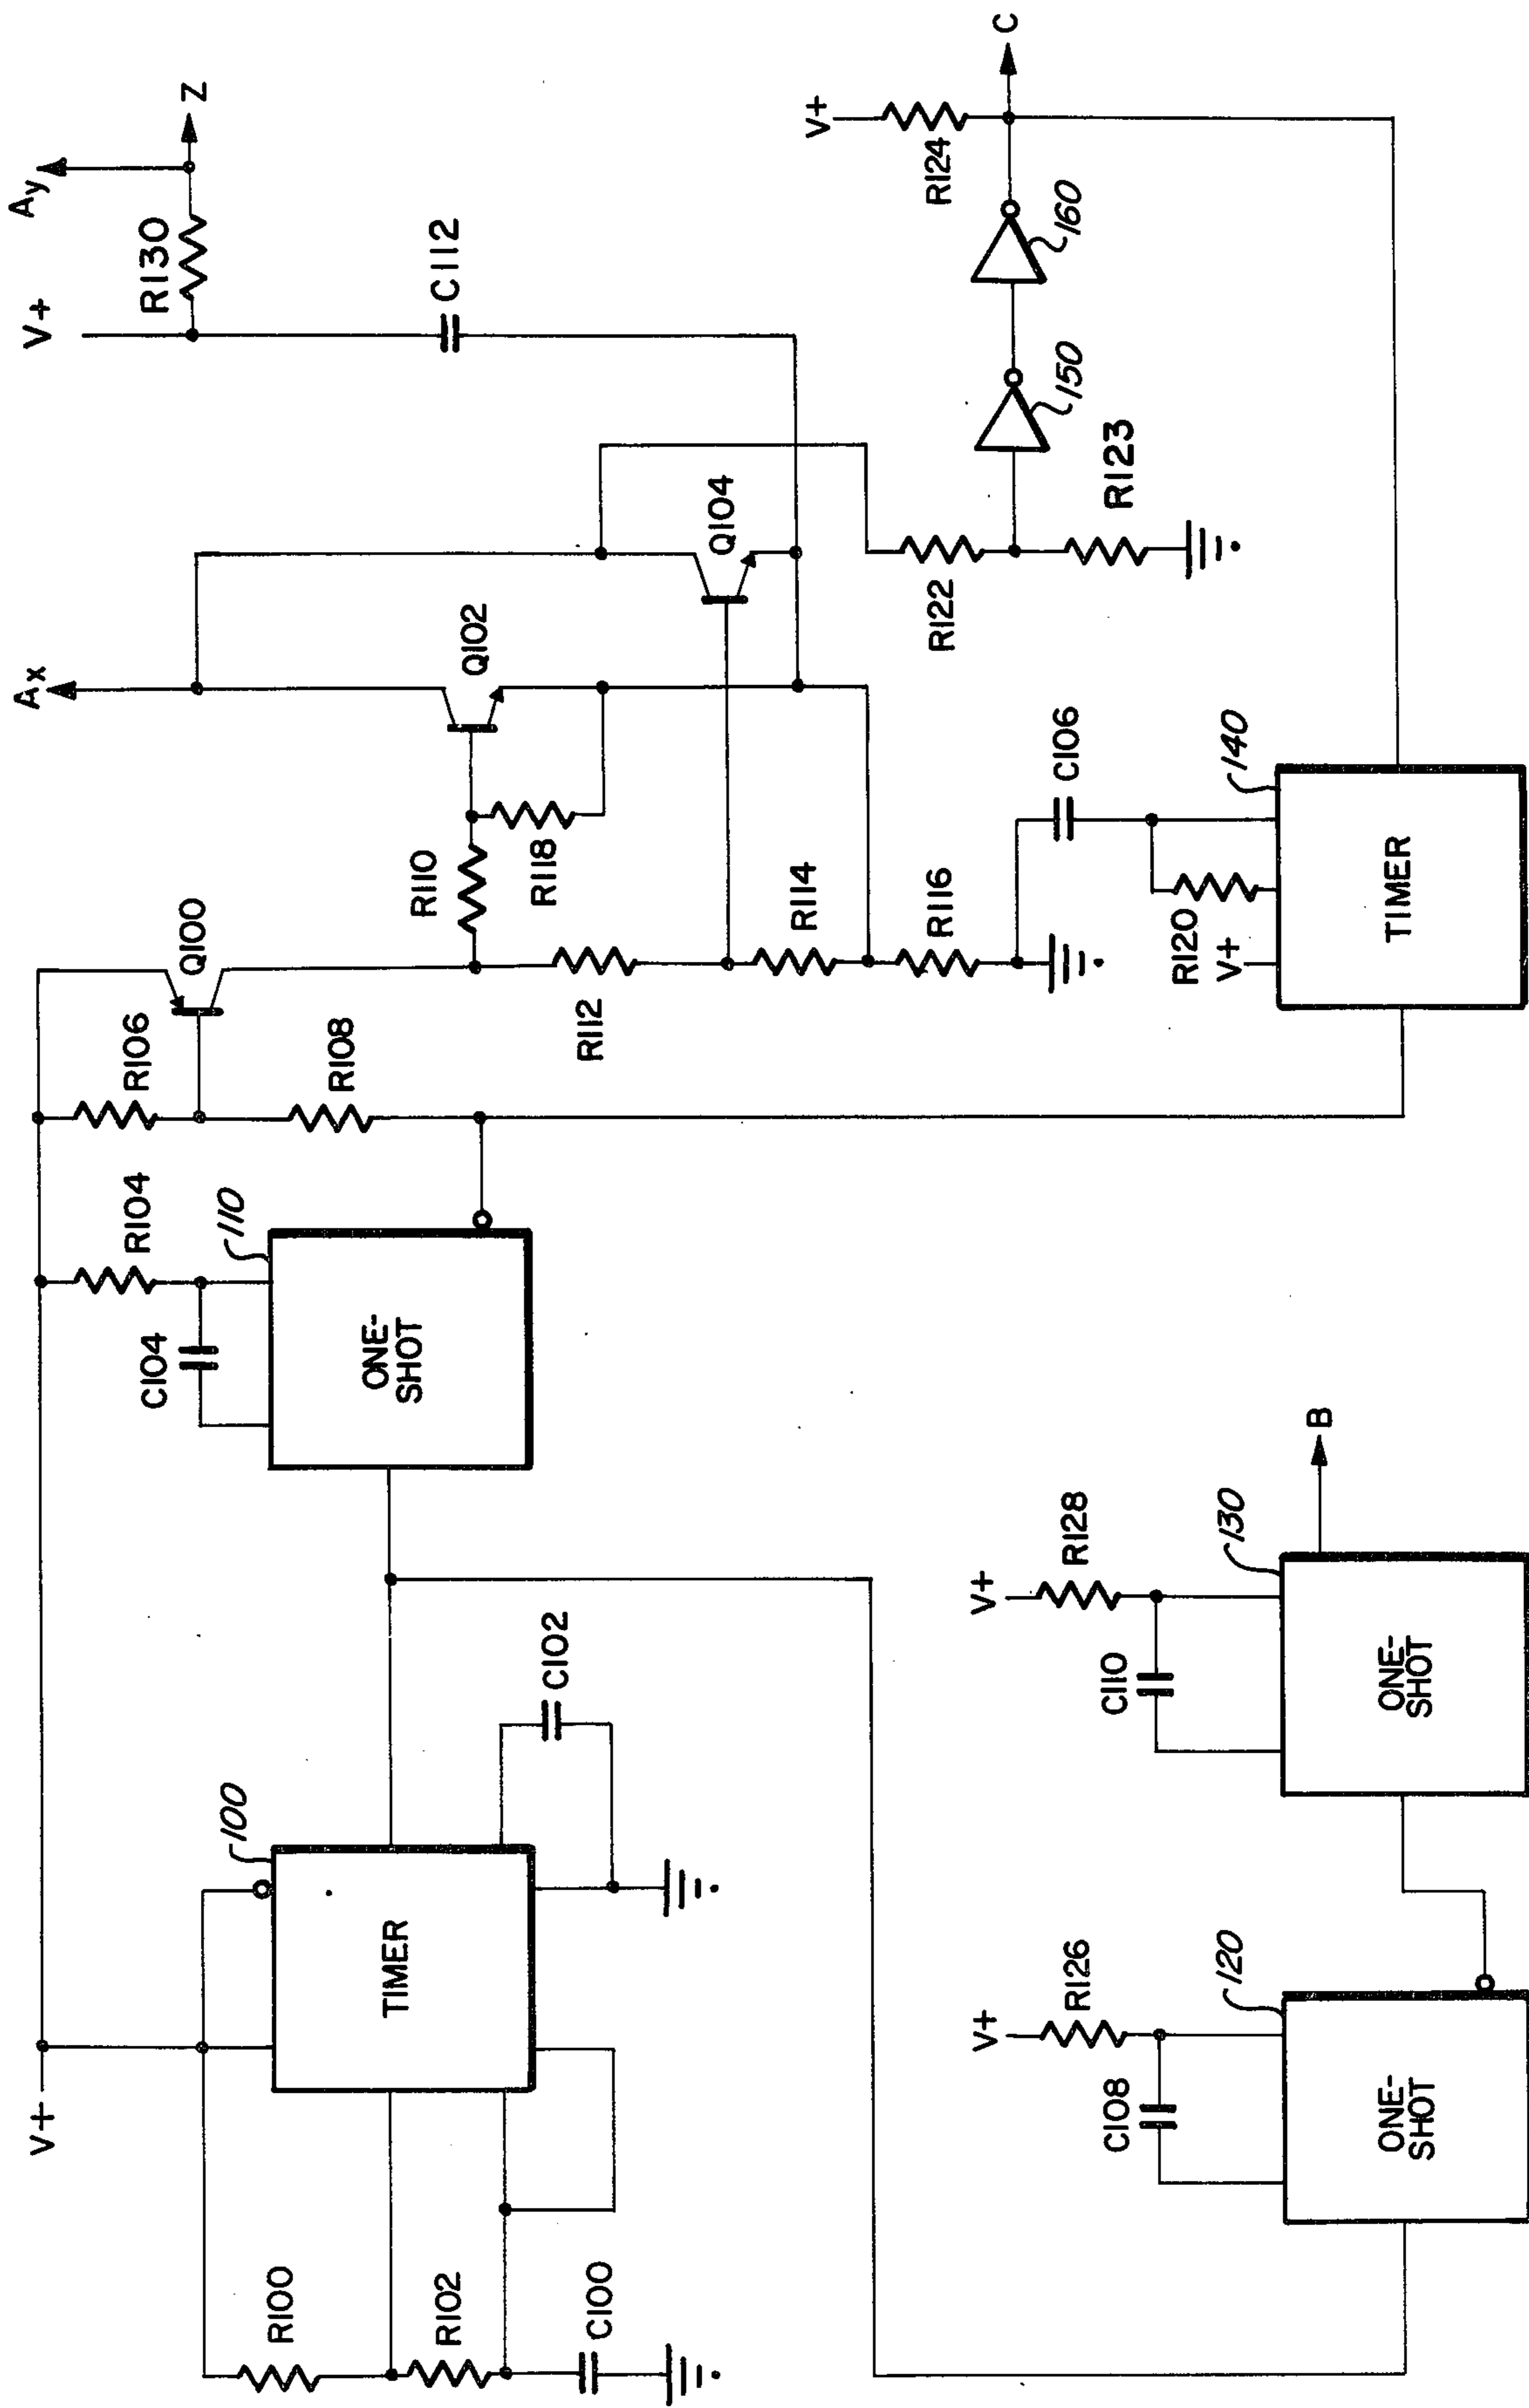 V+
R100
R102
C100
TIMER
100
C102
R104
C104
ONE-
SHOT
110
R106
R108
Q100
R110
R112
R118
R114
R116
Q102
Q104
Ax
Ay
Z
V+
R130
C112
R122
R123
150
160
V+
R124
C
C106
R120
V+
TIMER
140
V+
R126
C108
ONE-
SHOT
120
V+
R128
C110
ONE-
SHOT
130
B